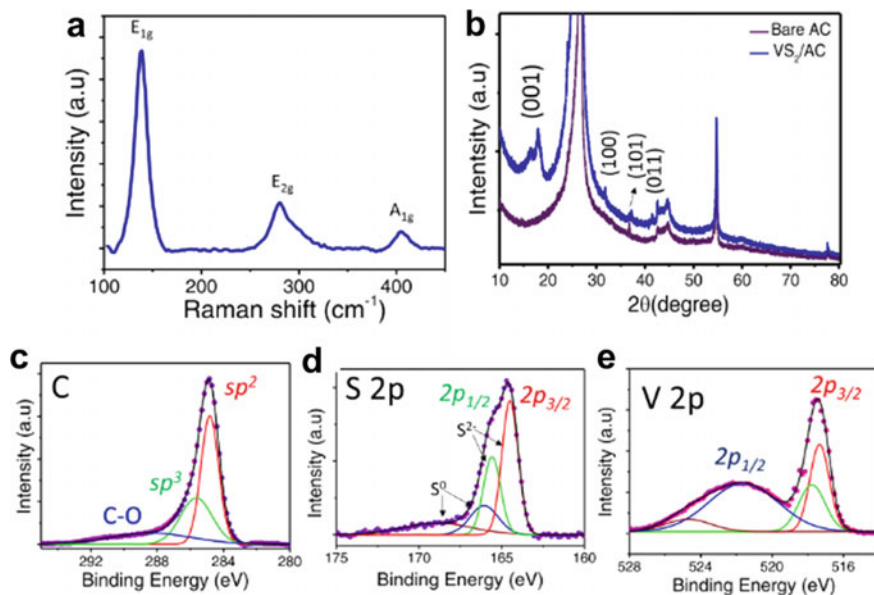 a
E1g
E2g
A1g
Intensity (a.u)
100 200 300 400
Raman shift (cm-1)
b
Bare AC
VS2/AC
(001)
(100)
(101)
(011)
Intentsity (a.u)
10 20 30 40 50 60 70 80
2θ(degree)
c
C
sp2
sp3
C-O
Intensity (a.u)
292 288 284 280
Binding Energy (eV)
d
S 2p
2p1/2
2p3/2
S2-
S0
Intensity (a.u)
175 170 165 160
Binding Energy (eV)
e
V 2p
2p3/2
2p1/2
Intensity (a.u)
528 524 520 516
Binding Energy (eV)